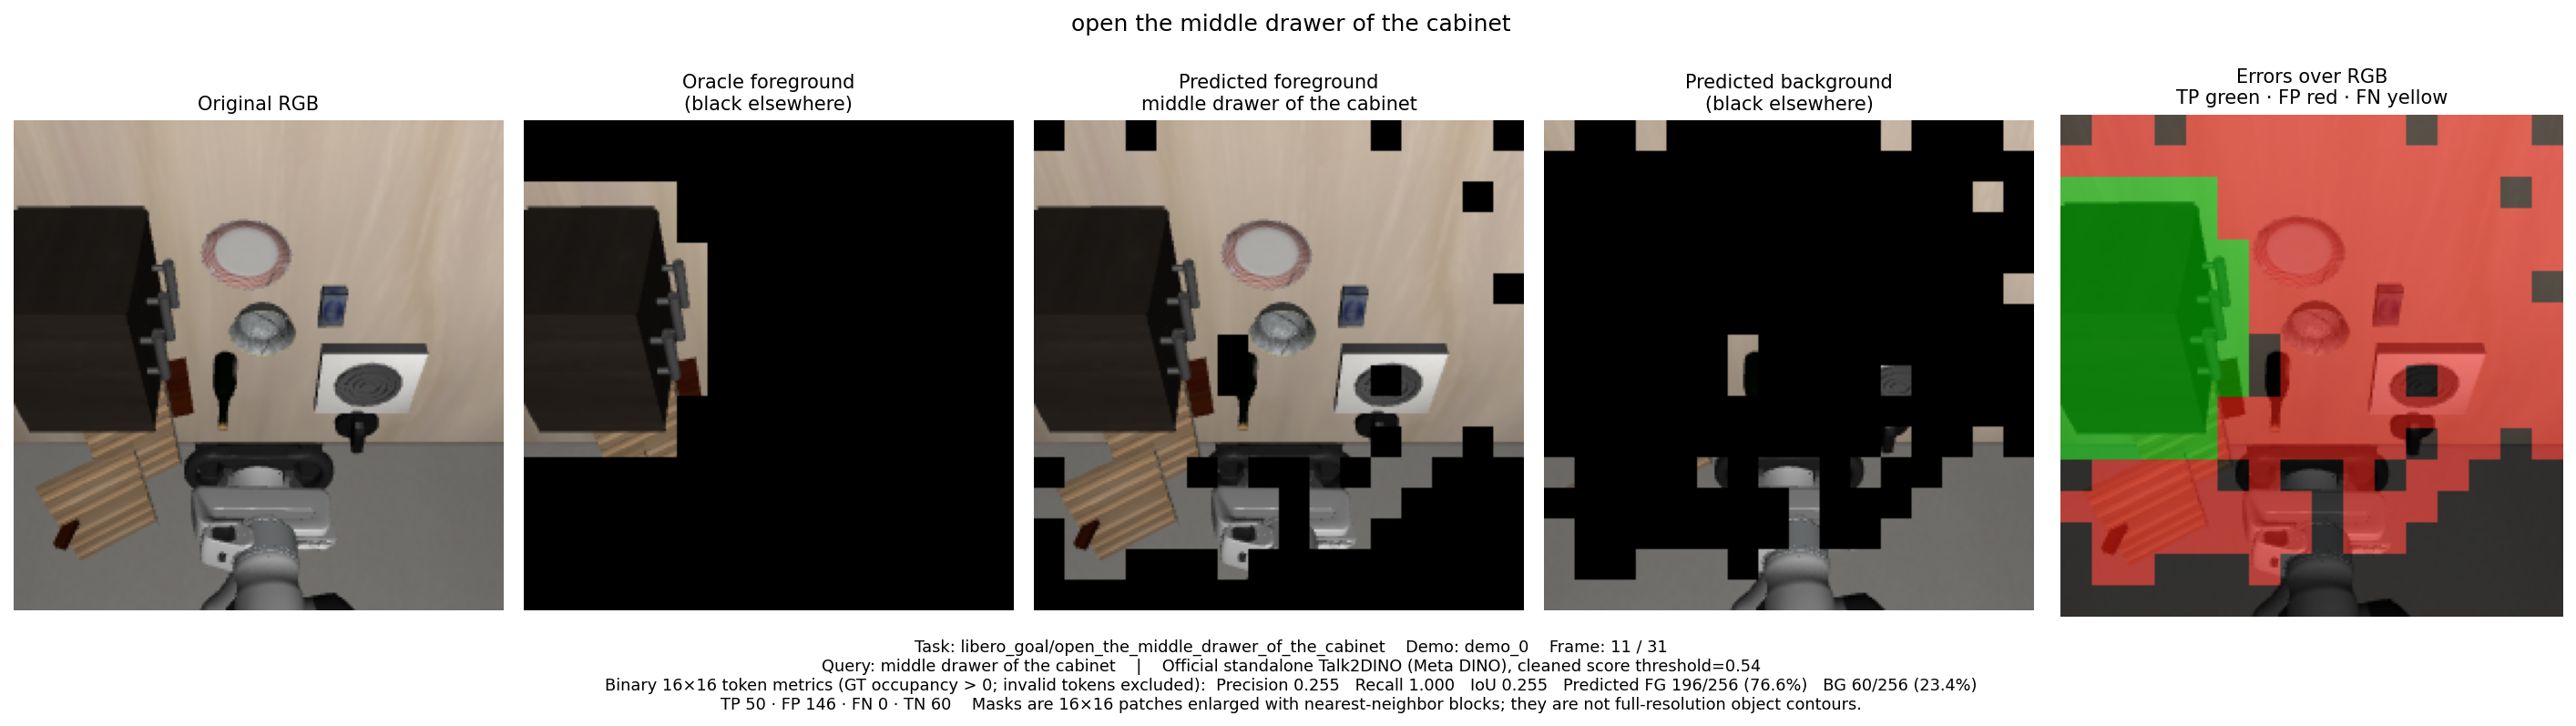 open the middle drawer of the cabinet
Original RGB
Oracle foreground
(black elsewhere)
Predicted foreground
middle drawer of the cabinet
Predicted background
(black elsewhere)
Errors over RGB
TP green · FP red · FN yellow
Task: libero_goal/open_the_middle_drawer_of_the_cabinet    Demo: demo_0    Frame: 11 / 31
Query: middle drawer of the cabinet    |    Official standalone Talk2DINO (Meta DINO), cleaned score threshold=0.54
Binary 16×16 token metrics (GT occupancy > 0; invalid tokens excluded):  Precision 0.255   Recall 1.000   IoU 0.255   Predicted FG 196/256 (76.6%)   BG 60/256 (23.4%)
TP 50 · FP 146 · FN 0 · TN 60    Masks are 16×16 patches enlarged with nearest-neighbor blocks; they are not full-resolution object contours.